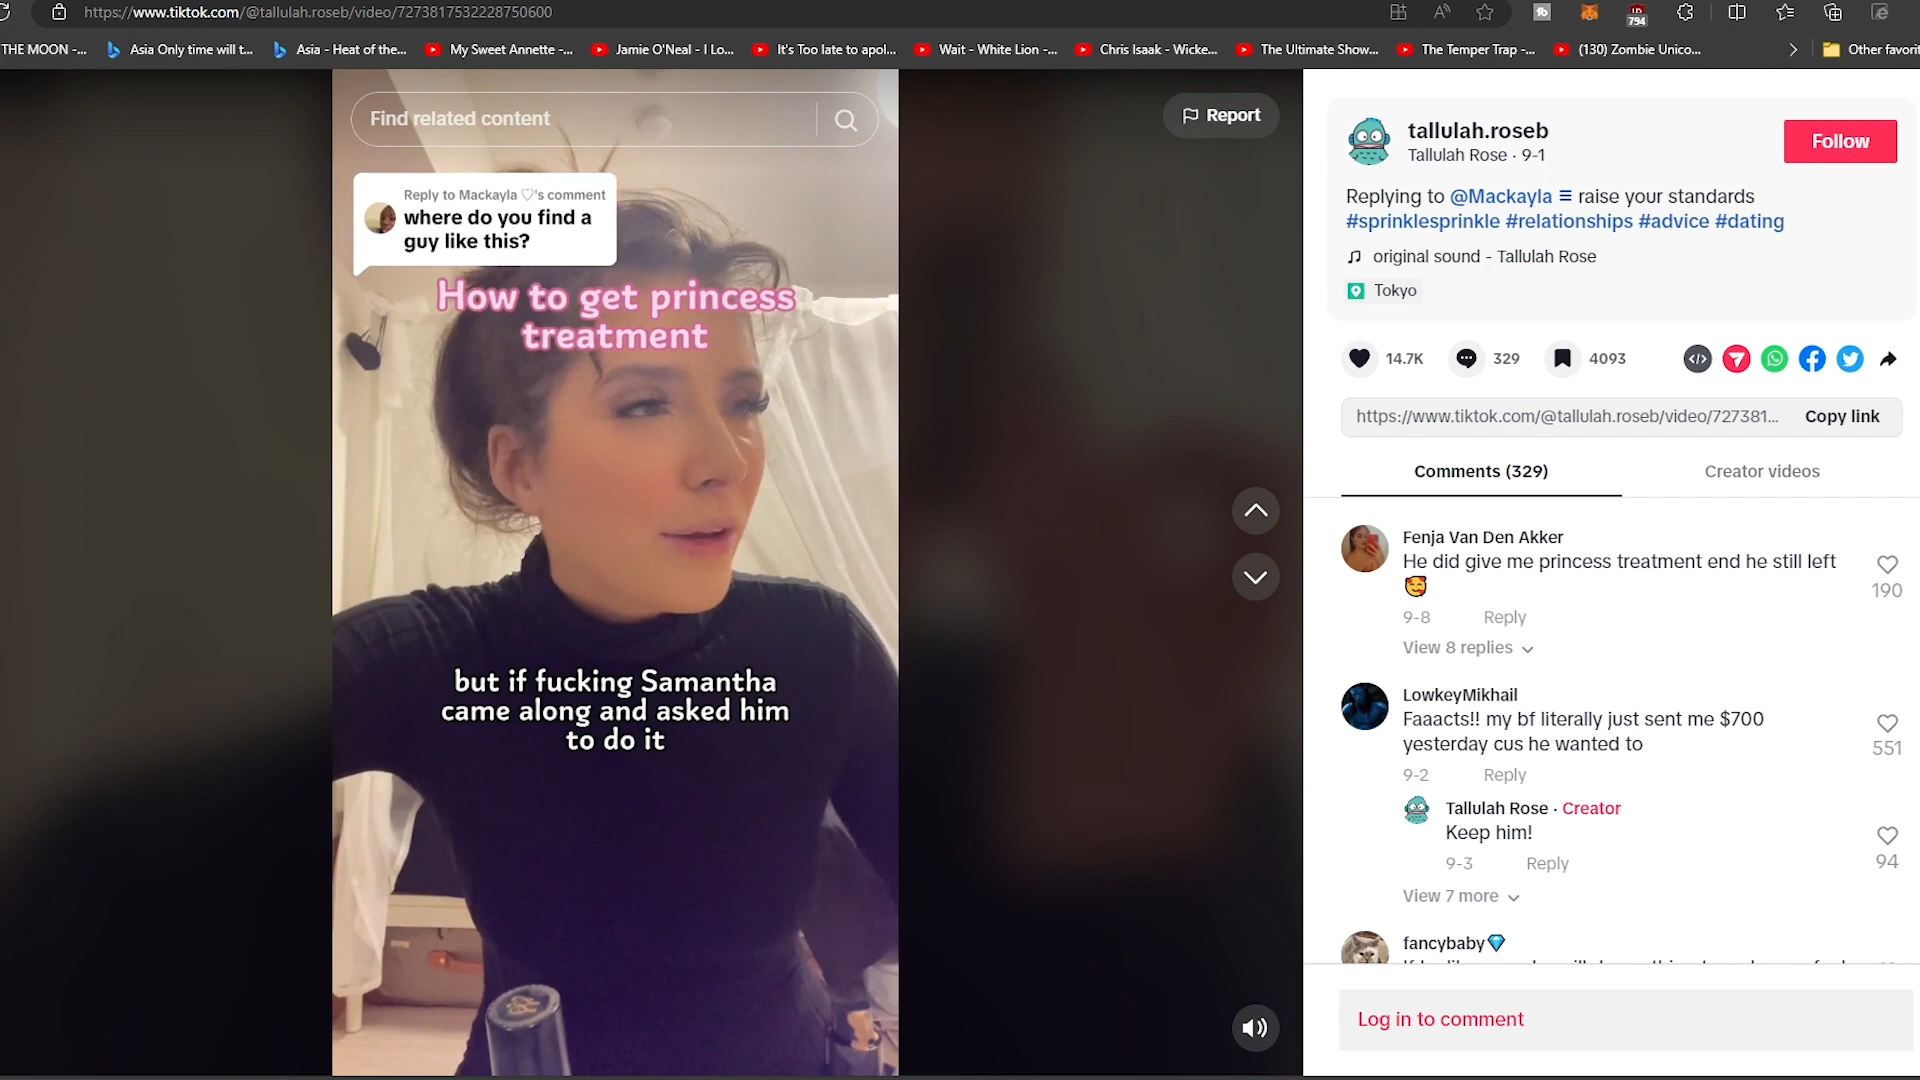 https://www.tiktok.com/@tallulah.roseb/video/7273817532228750600
794
THE MOON -...
Asia Only time will t...
Asia - Heat of the...
My Sweet Annette -...
Jamie O'Neal - I Lo...
It's Too late to apol...
Wait - White Lion -...
Chris Isaak - Wicke...
The Ultimate Show...
The Temper Trap -...
(130) Zombie Unico...
Other favorit
Find related content
Report
Reply to Mackayla ♡'s comment
where do you find a
guy like this?
How to get princess
treatment
but if fucking Samantha
came along and asked him
to do it
tallulah.roseb
Tallulah Rose · 9-1
Follow
Replying to @Mackayla ☰ raise your standards
#sprinklesprinkle #relationships #advice #dating
original sound - Tallulah Rose
Tokyo
14.7K
329
4093
https://www.tiktok.com/@tallulah.roseb/video/727381...
Copy link
Comments (329)
Creator videos
Fenja Van Den Akker
He did give me princess treatment end he still left
🥰
190
9-8
Reply
View 8 replies
LowkeyMikhail
Faaacts!! my bf literally just sent me $700
yesterday cus he wanted to
551
9-2
Reply
Tallulah Rose · Creator
Keep him!
94
9-3
Reply
View 7 more
fancybaby💎
Log in to comment